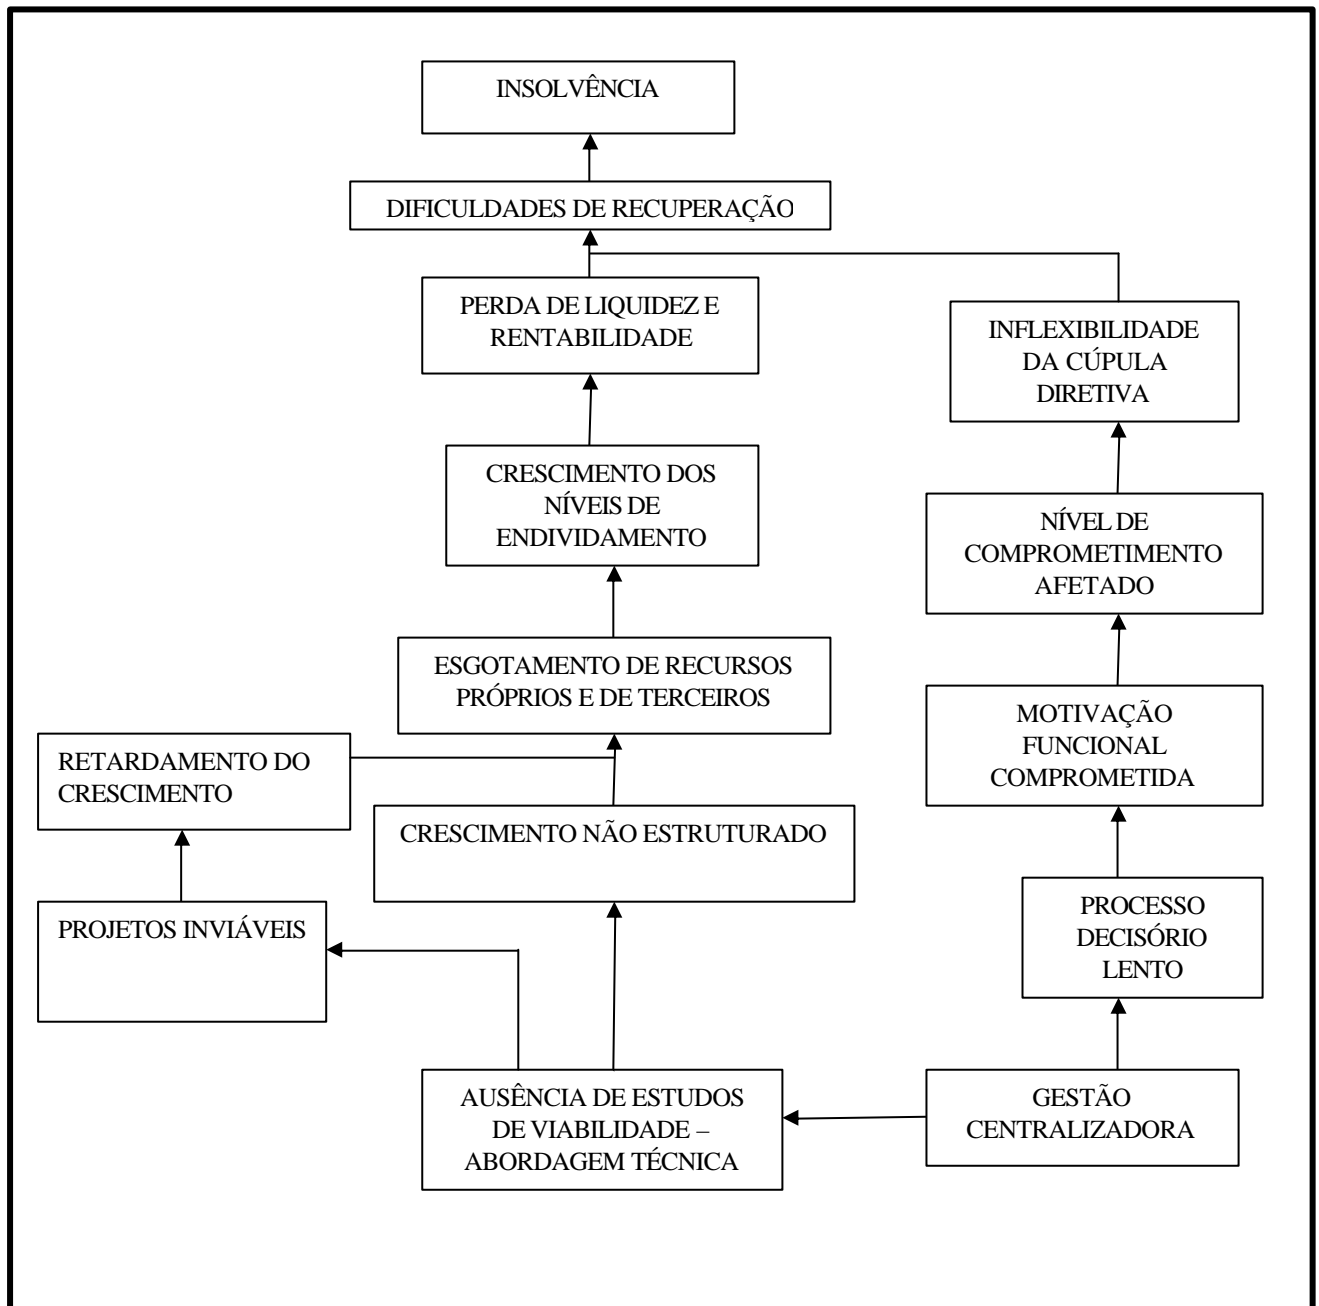 INSOLVÊNCIA
DIFICULDADES DE RECUPERAÇÃO
PERDA DE LIQUIDEZ E
RENTABILIDADE
INFLEXIBILIDADE
DA CÚPULA
DIRETIVA
CRESCIMENTO DOS
NÍVEIS DE
ENDIVIDAMENTO
NÍVEL DE
COMPROMETIMENTO
AFETADO
ESGOTAMENTO DE RECURSOS
PRÓPRIOS E DE TERCEIROS
MOTIVAÇÃO
FUNCIONAL
COMPROMETIDA
RETARDAMENTO DO
CRESCIMENTO
CRESCIMENTO NÃO ESTRUTURADO
PROCESSO
DECISÓRIO
LENTO
PROJETOS INVIÁVEIS
AUSÊNCIA DE ESTUDOS
DE VIABILIDADE –
ABORDAGEM TÉCNICA
GESTÃO
CENTRALIZADORA